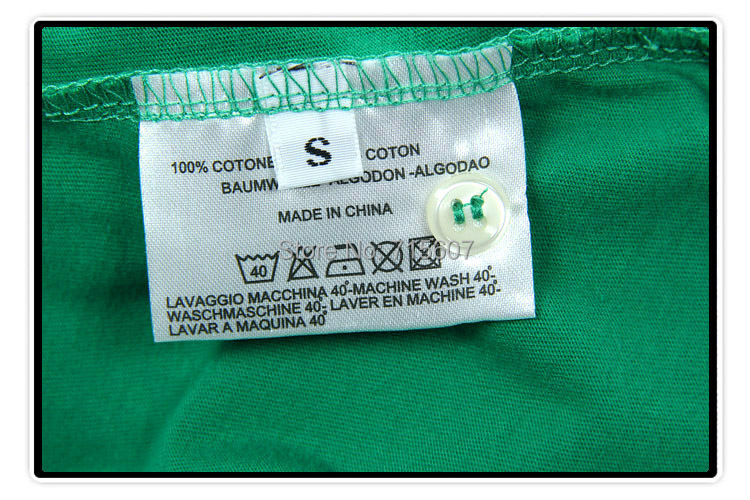 S
100% COTONE COTON
ALGODON -ALGODAO
MADE IN CHINA
40
LAVAGGIO MACCHINA 40°-MACHINE WASH 40°-
WASCHMASCHINE 40°- LAVER EN MACHINE 40°-
LAVAR A MAQUINA 40°